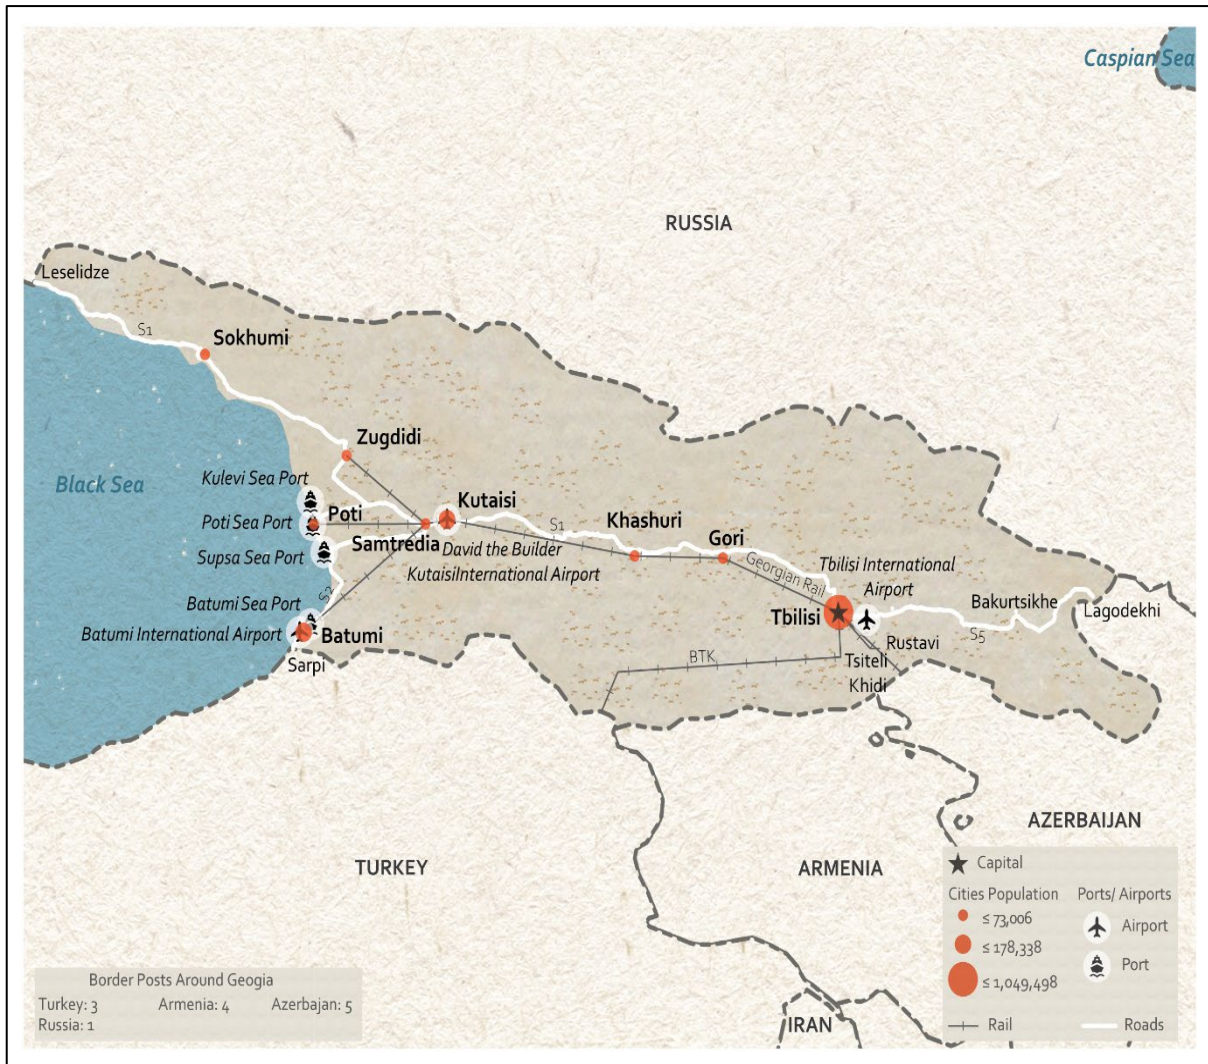 Caspian Sea
RUSSIA
Leselidze
S1
Sokhumi
Zugdidi
Black Sea
Kulevi Sea Port
Poti Sea Port
Poti
Supsa Sea Port
Samtredia
Kutaisi
David the Builder
KutaisiInternational Airport
S1
Khashuri
Gori
Georgian Rail
Tbilisi International
Airport
Tbilisi
Bakurtsikhe
Lagodekhi
S5
Rustavi
Tsiteli
Khidi
BTK
S2
Batumi Sea Port
Batumi International Airport
Batumi
Sarpi
TURKEY
ARMENIA
AZERBAIJAN
IRAN
Capital
Cities Population
≤ 73,006
≤ 178,338
≤ 1,049,498
Ports/ Airports
Airport
Port
Rail
Roads
Border Posts Around Geogia
Turkey: 3 Armenia: 4 Azerbajan: 5
Russia: 1